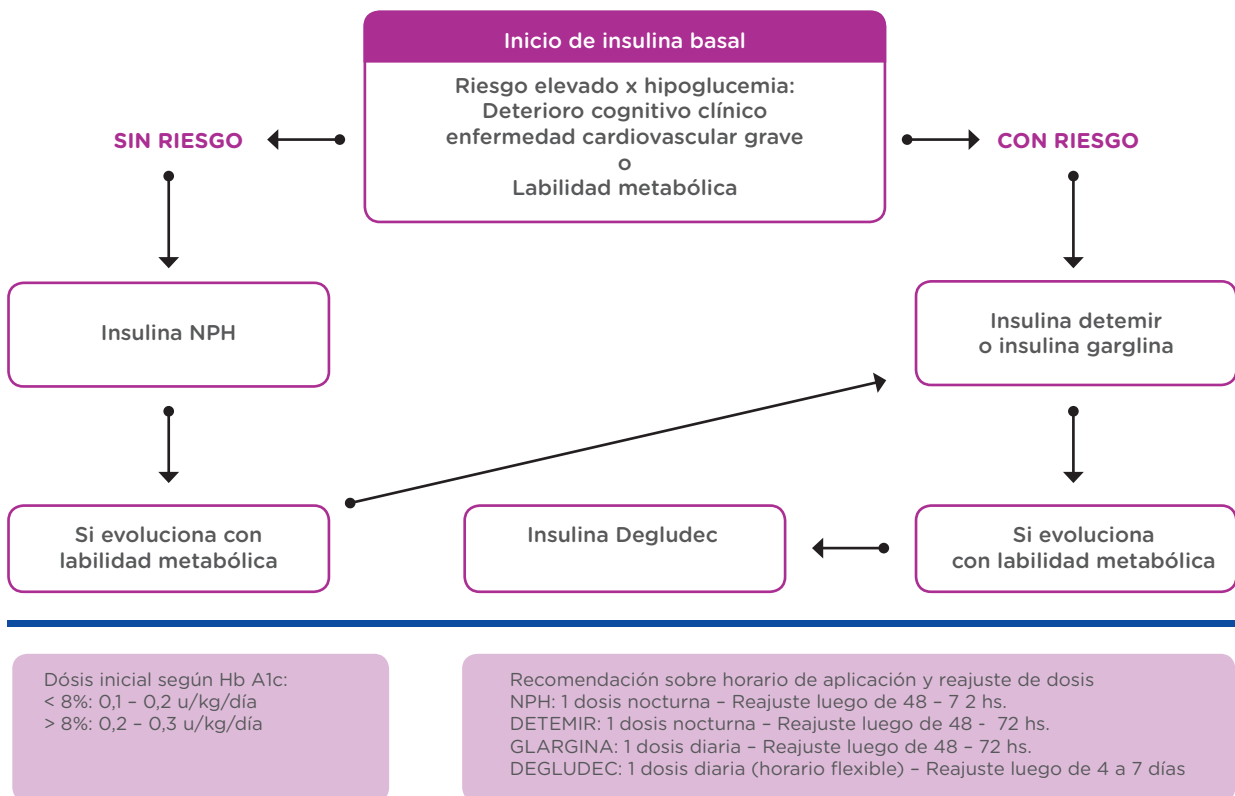 Inicio de insulina basal
Riesgo elevado x hipoglucemia:
Deterioro cognitivo clínico
enfermedad cardiovascular grave
o
Labilidad metabólica
SIN RIESGO
CON RIESGO
Insulina NPH
Insulina detemir
o insulina garglina
Si evoluciona con
labilidad metabólica
Insulina Degludec
Si evoluciona
con labilidad metabólica
Dósis inicial según Hb A1c:
< 8%: 0,1 – 0,2 u/kg/día
> 8%: 0,2 – 0,3 u/kg/día
Recomendación sobre horario de aplicación y reajuste de dosis
NPH: 1 dosis nocturna – Reajuste luego de 48 – 7 2 hs.
DETEMIR: 1 dosis nocturna – Reajuste luego de 48 - 72 hs.
GLARGINA: 1 dosis diaria – Reajuste luego de 48 – 72 hs.
DEGLUDEC: 1 dosis diaria (horario flexible) – Reajuste luego de 4 a 7 días